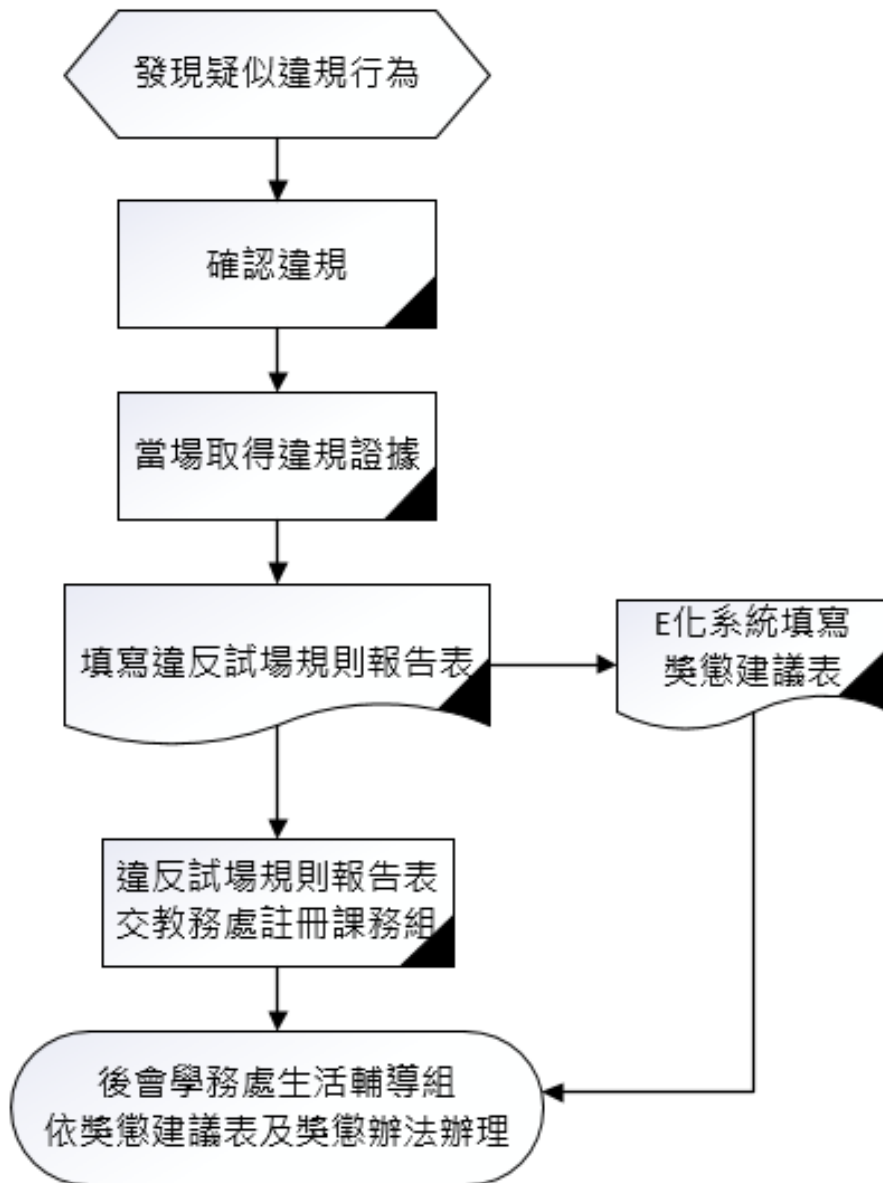 發現疑似違規行為
確認違規
當場取得違規證據
填寫違反試場規則報告表
E化系統填寫
獎懲建議表
違反試場規則報告表
交教務處註冊課務組
後會學務處生活輔導組
依獎懲建議表及獎懲辦法辦理